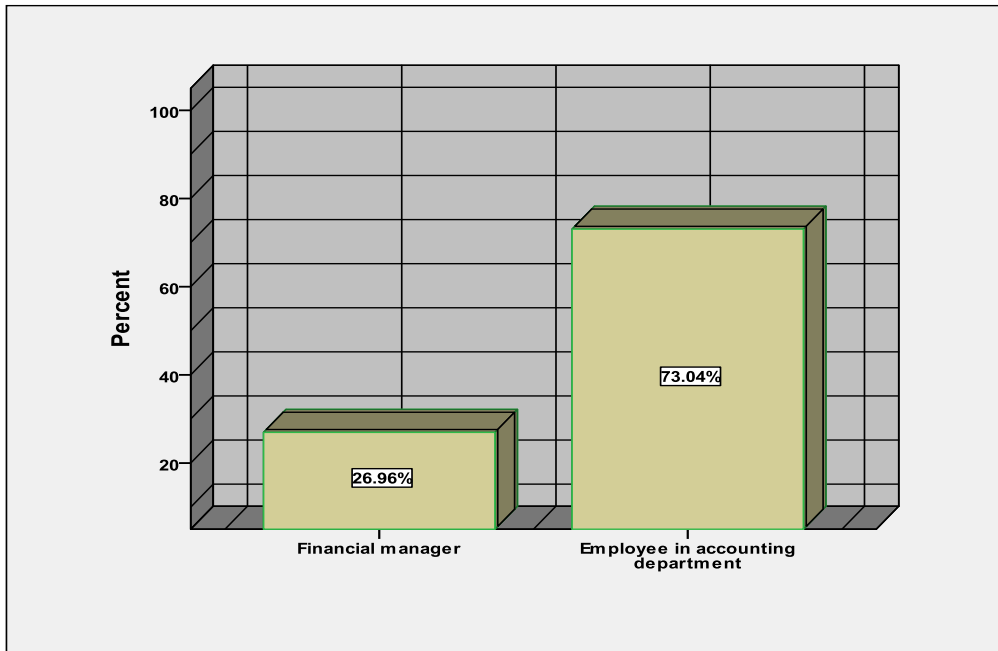 Percent
100
80
60
40
20
26.96%
73.04%
Financial manager
Employee in accounting
department